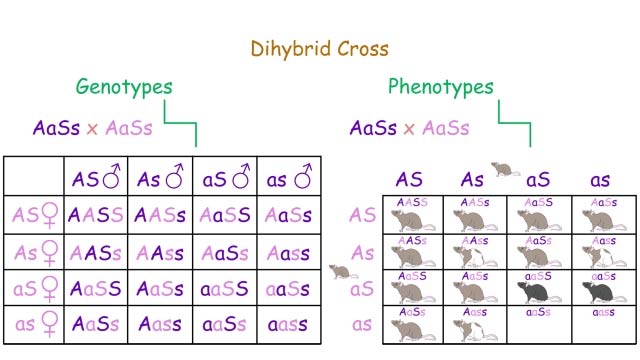 Dihybrid Cross
Genotypes
AaSs x AaSs
AS♂ As♂ aS♂ as♂
AS♀ AASS AASs AaSS AaSs
As♀ AASs AAss AaSs Aass
aS♀ AaSS AaSs aaSS aaSs
as♀ AaSs Aass aaSs aass
Phenotypes
AaSs x AaSs
AS As aS as
AS AASS AASs AaSS AaSs
As AASs AAss AaSs Aass
aS AaSS AaSs aaSS aaSs
as AaSs Aass aaSs aass